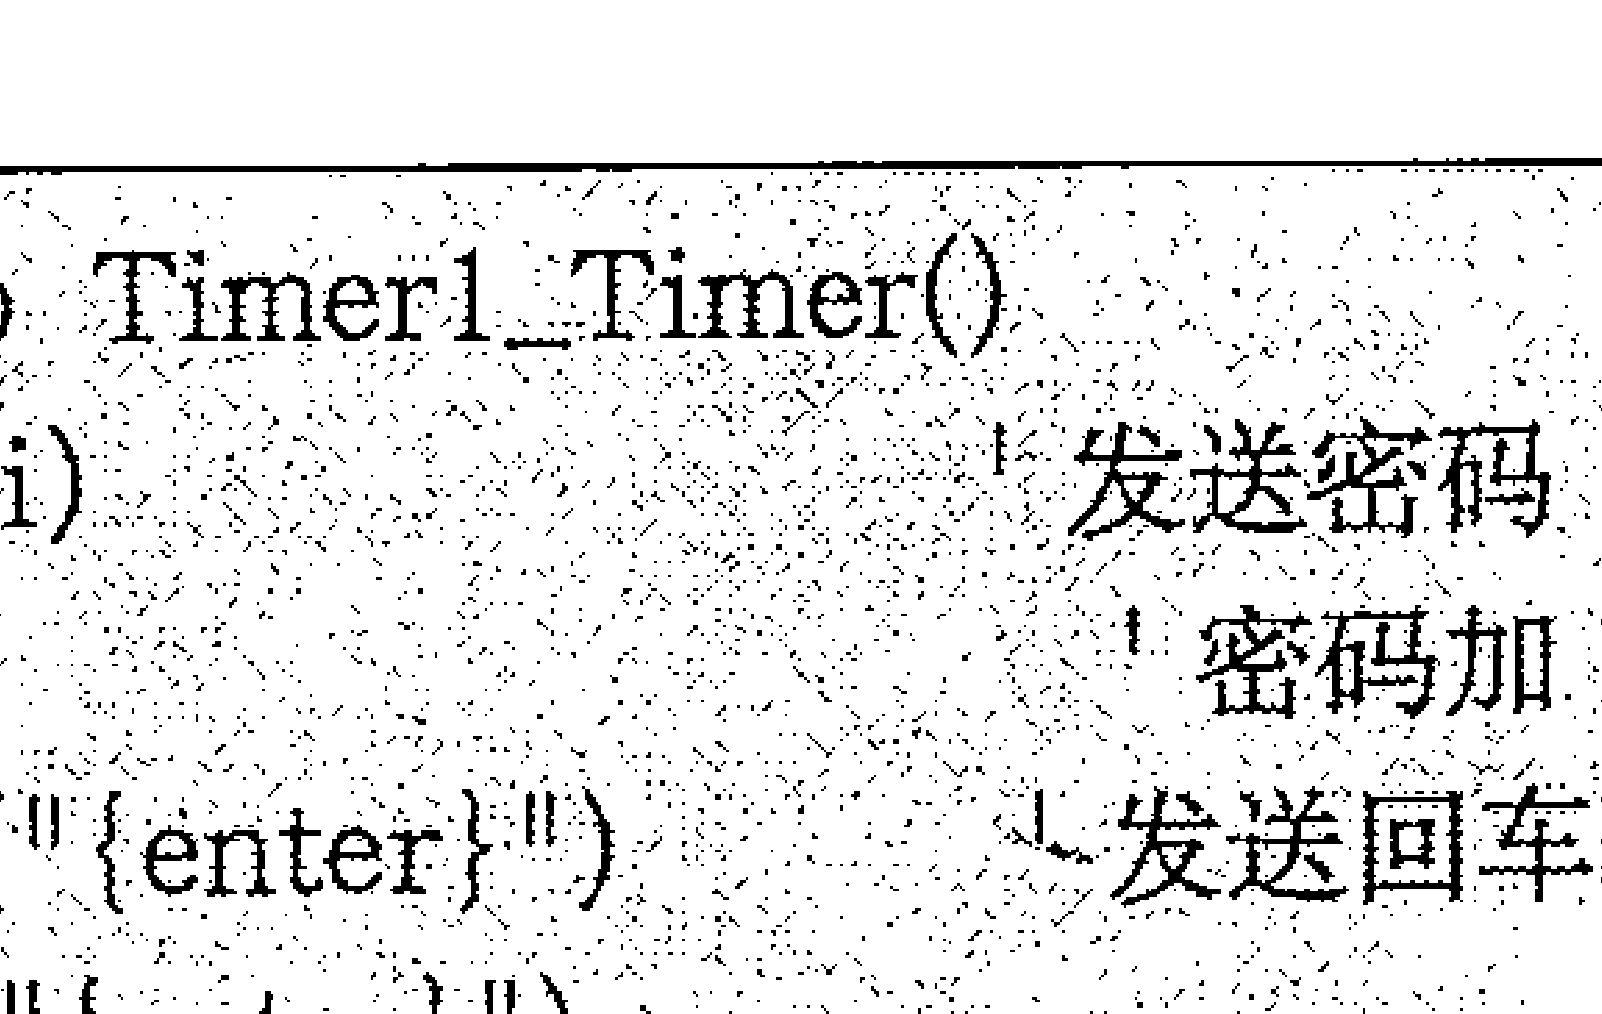 Timer1_Timer()
i) ' 发送密码
' 密码加
"{enter}") ' 发送回车